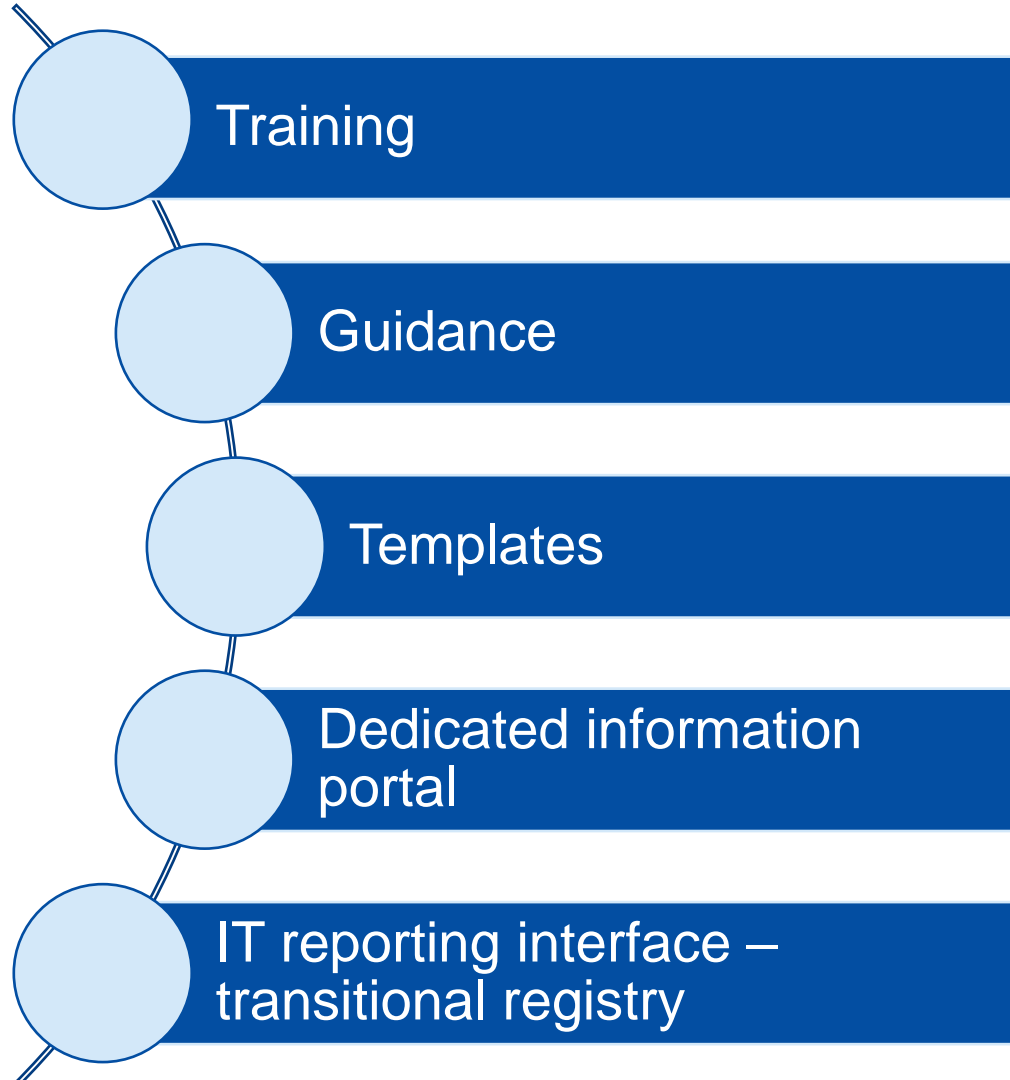 Training
Guidance
Templates
Dedicated information
portal
IT reporting interface –
transitional registry